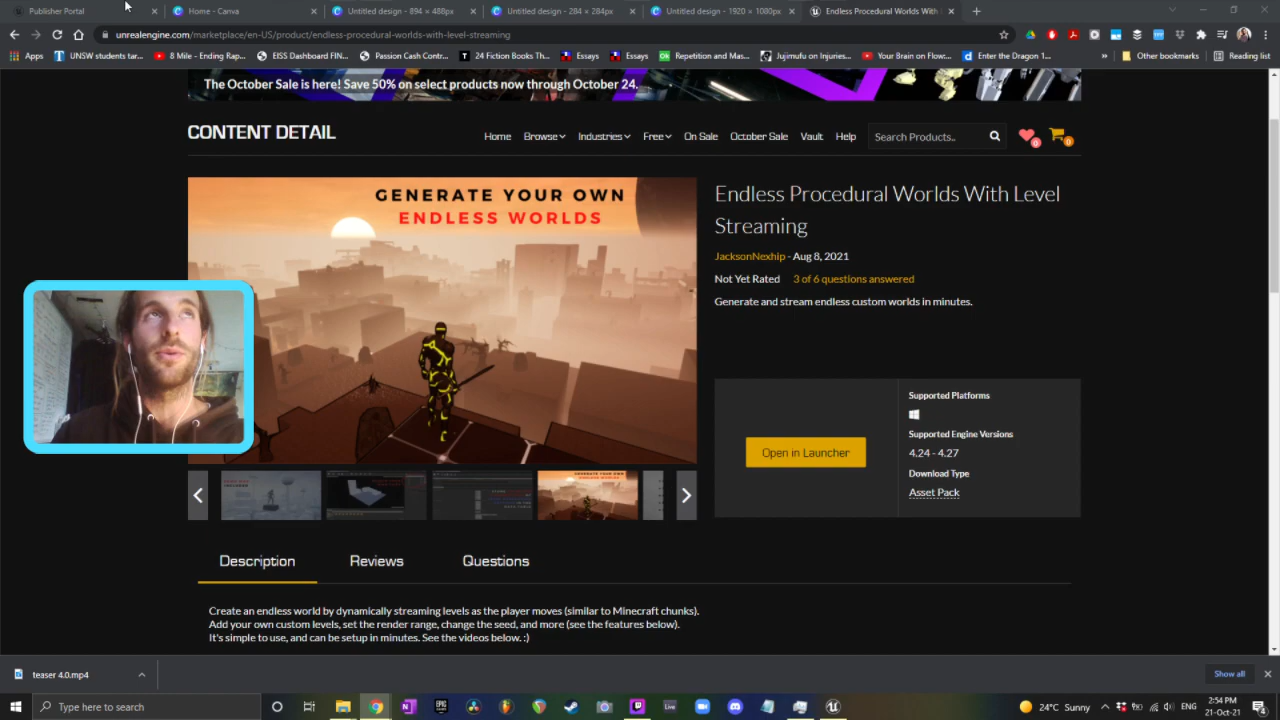 Publisher Portal
Home - Canva
Untitled design - 894 × 488px
Untitled design - 284 × 284px
Untitled design - 1920 × 1080px
Endless Procedural Worlds With
unrealengine.com/marketplace/en-US/product/endless-procedural-worlds-with-level-streaming
Apps
UNSW students tar...
8 Mile - Ending Rap...
EtSS Dashboard FIN...
Passion Cash Contr...
24 Fiction Books Th...
Essays
Essays
Repetition and Mas...
Jujimufu on Injuries...
Your Brain on Flow...
Enter the Dragon 1...
»
Other bookmarks
Reading list
The October Sale is here! Save 50% on select products now through October 24.
CONTENT DETAIL
Home
Browse
Industries
Free
On Sale
October Sale
Vault
Help
Search Products..
0
0
GENERATE YOUR OWN
ENDLESS WORLDS
Endless Procedural Worlds With Level
Streaming
JacksonNexhip - Aug 8, 2021
Not Yet Rated
3 of 6 questions answered
Generate and stream endless custom worlds in minutes.
Open in Launcher
Supported Platforms
Supported Engine Versions
4.24 - 4.27
Download Type
Asset Pack
GENERATE YOUR OWN
ENDLESS WORLDS
Description
Reviews
Questions
Create an endless world by dynamically streaming levels as the player moves (similar to Minecraft chunks).
Add your own custom levels, set the render range, change the seed, and more (see the features below).
It's simple to use, and can be setup in minutes. See the videos below. :)
teaser 4.0.mp4
Show all
Type here to search
EPIC GAMES
Live
24°C Sunny
2:54 PM
21-Oct-21